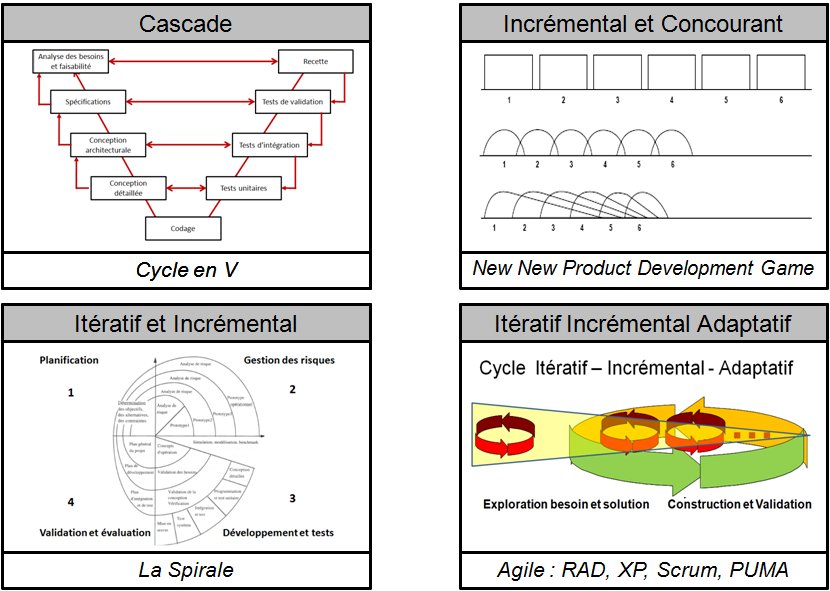 Cascade
Analyse des besoins
et faisabilité
Recette
Spécifications
Tests de validation
Conception
architecturale
Tests d'intégration
Conception
détaillée
Tests unitaires
Codage
Cycle en V
Incrémental et Concourant
1 2 3 4 5 6
1 2 3 4 5 6
1 2 3 4 5 6
New New Product Development Game
Itératif et Incrémental
Planification
Gestion des risques
1
2
Analyse de risque
Analyse de risque
Analyse de risque
Analyse de
risque
Prototype
opérationnel
Prototype3
Prototype2
Prototype1
Détermination
des objectifs,
des alternatives,
des contraintes
Simulation, modélisation, benchmark
Plan général
du projet
Concepts
d'opération
Plan de
développement
Validation des besoins
Conception
détaillée
Plan
d'intégration
et de test
Validation de la
conception
Vérification
Programmation
et test unitaire
Intégration
et test
Test
système
Mise en
œuvre
4
3
Validation et évaluation
Développement et tests
La Spirale
Itératif Incrémental Adaptatif
Cycle Itératif – Incrémental - Adaptatif
Exploration besoin et solution
Construction et Validation
Agile : RAD, XP, Scrum, PUMA